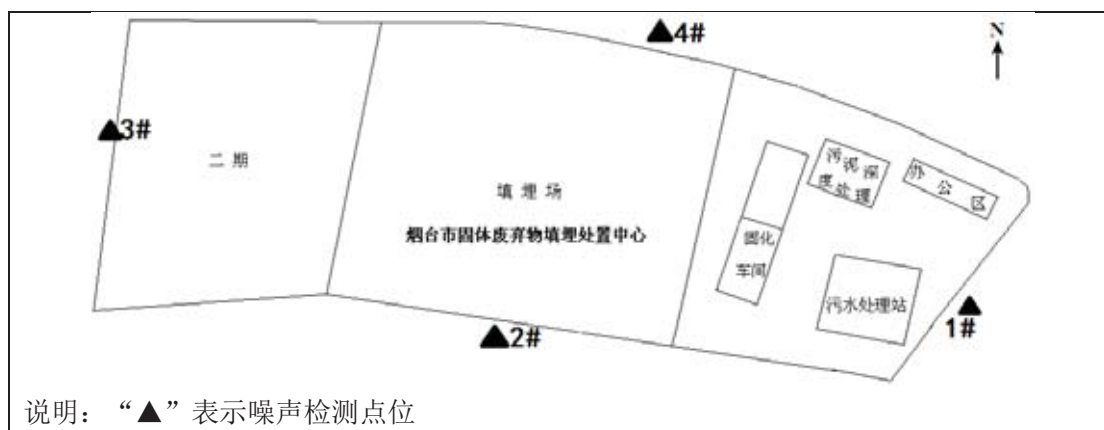 ▲4#
N
▲3#
二期
污泥深
度处理
办公区
填埋场
烟台市固体废弃物填埋处置中心
固化
车间
污水处理站
▲
1#
▲2#
说明：“▲”表示噪声检测点位